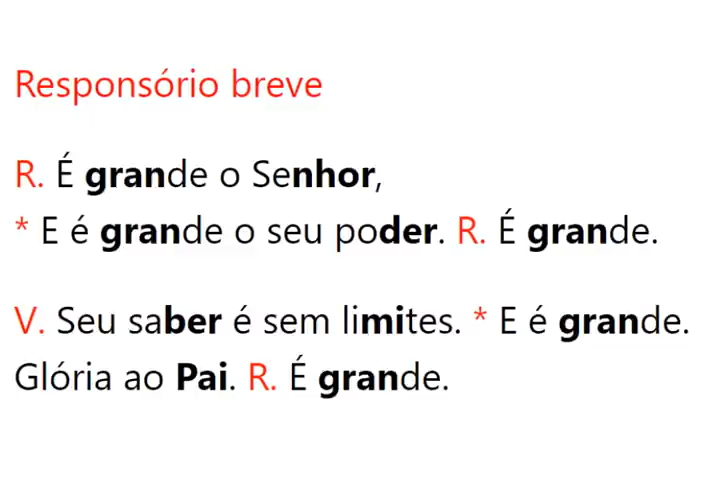 Responsório breve
R. É grande o Senhor,
* E é grande o seu poder. R. É grande.
V. Seu saber é sem limites. * E é grande.
Glória ao Pai. R. É grande.